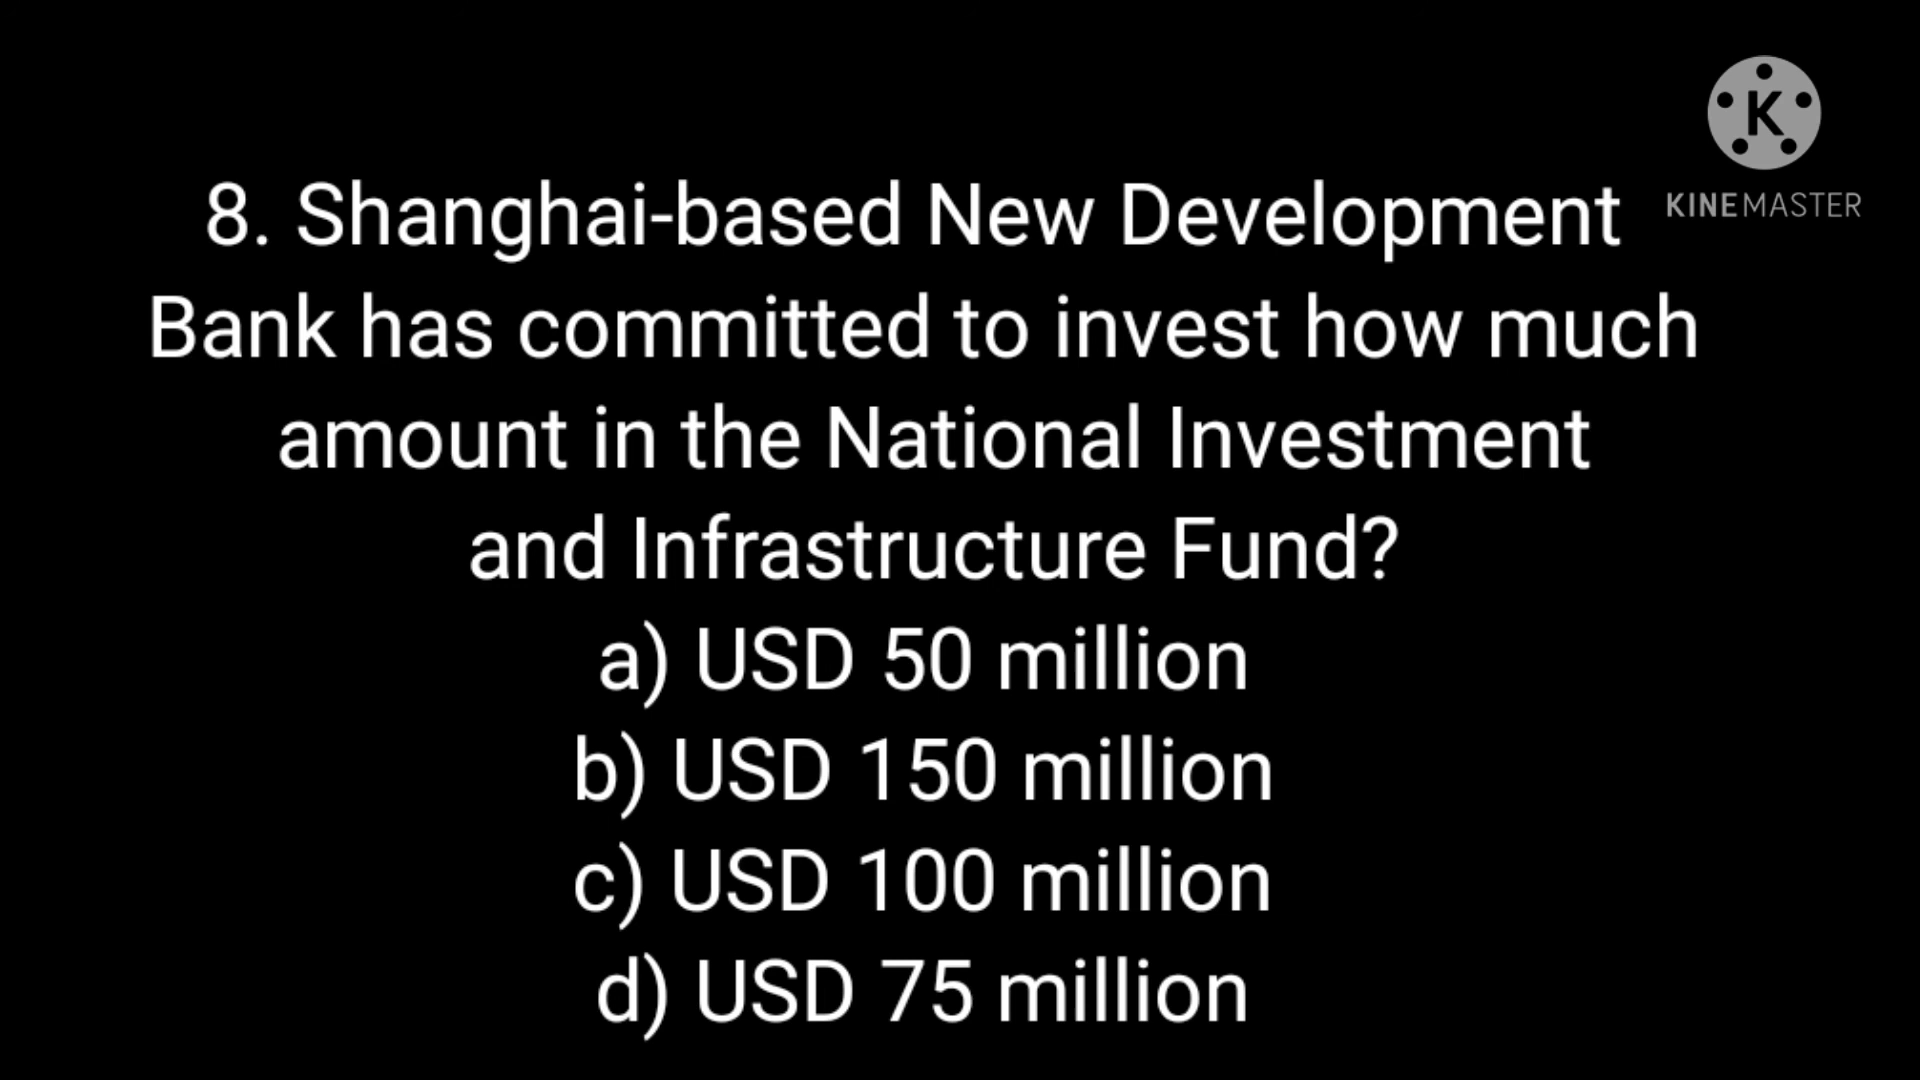 K
KINEMASTER
8. Shanghai-based New Development
Bank has committed to invest how much
amount in the National Investment
and Infrastructure Fund?
a) USD 50 million
b) USD 150 million
c) USD 100 million
d) USD 75 million